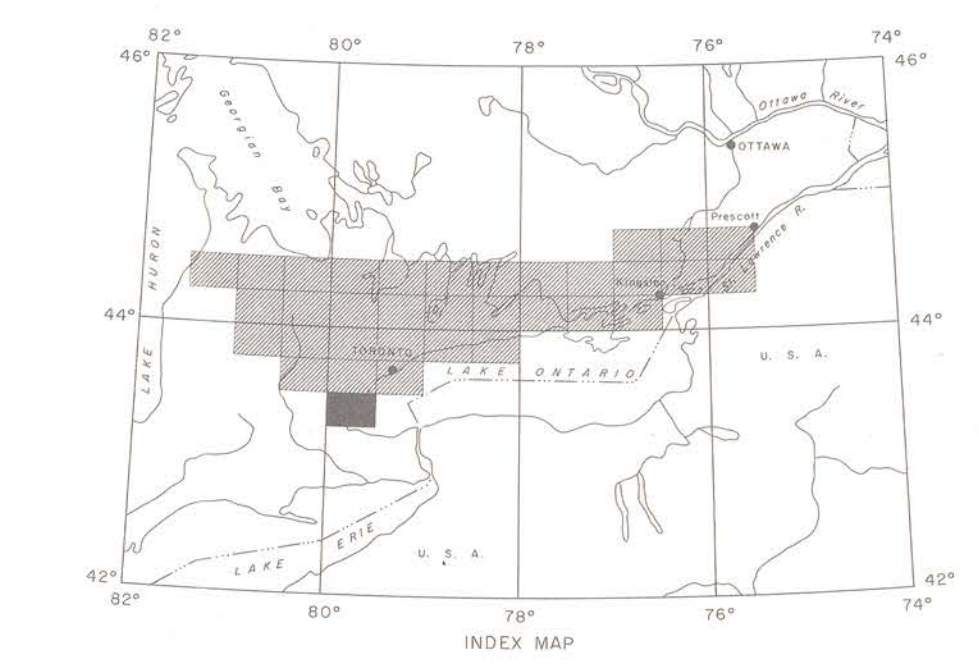 82°
80°
78°
76°
74°
46°
46°
Georgian
Bay
Ottawa River
OTTAWA
Prescott
St. Lawrence R.
Kingston
LAKE HURON
44°
44°
TORONTO
LAKE ONTARIO
U. S. A.
LAKE ERIE
U. S. A.
42°
42°
82°
80°
78°
76°
74°
INDEX MAP